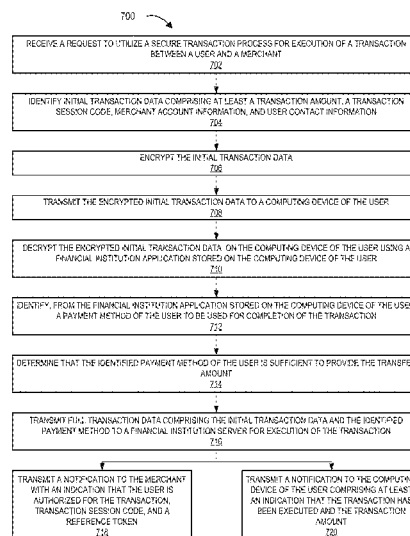 700
RECEIVE A REQUEST TO UTILIZE A SECURE TRANSACTION PROCESS FOR EXECUTION OF A TRANSACTION
BETWEEN A USER AND A MERCHANT
702
IDENTIFY INITIAL TRANSACTION DATA COMPRISING AT LEAST A TRANSACTION AMOUNT, A TRANSACTION
SESSION CODE, MERCHANT ACCOUNT INFORMATION, AND USER CONTACT INFORMATION
704
ENCRYPT THE INITIAL TRANSACTION DATA
706
TRANSMIT THE ENCRYPTED INITIAL TRANSACTION DATA TO A COMPUTING DEVICE OF THE USER
708
DECRYPT THE ENCRYPTED INITIAL TRANSACTION DATA ON THE COMPUTING DEVICE OF THE USER USING A
FINANCIAL INSTITUTION APPLICATION STORED ON THE COMPUTING DEVICE OF THE USER
710
IDENTIFY, FROM THE FINANCIAL INSTITUTION APPLICATION STORED ON THE COMPUTING DEVICE OF THE USER
A PAYMENT METHOD OF THE USER TO BE USED FOR COMPLETION OF THE TRANSACTION
712
DETERMINE THAT THE IDENTIFIED PAYMENT METHOD OF THE USER IS SUFFICIENT TO PROVIDE THE TRANSFE
AMOUNT
714
TRANSMIT FULL TRANSACTION DATA COMPRISING THE INITIAL TRANSACTION DATA AND THE IDENTIFIED
PAYMENT METHOD TO A FINANCIAL INSTITUTION SERVER FOR EXECUTION OF THE TRANSACTION
716
TRANSMIT A NOTIFICATION TO THE MERCHANT
WITH AN INDICATION THAT THE USER IS
AUTHORIZED FOR THE TRANSACTION,
TRANSACTION SESSION CODE, AND A
REFERENCE TOKEN
718
TRANSMIT A NOTIFICATION TO THE COMPUTIN
DEVICE OF THE USER COMPRISING AT LEAST
AN INDICATION THAT THE TRANSACTION HAS
BEEN EXECUTED AND THE TRANSACTION
AMOUNT
720